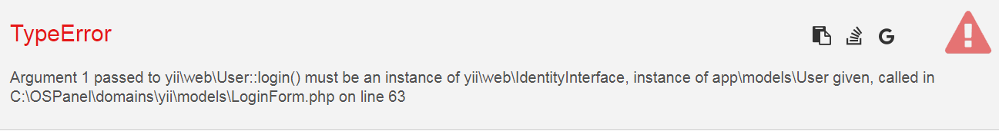 TypeError
Argument 1 passed to yii\web\User::login() must be an instance of yii\web\IdentityInterface, instance of app\models\User given, called in
C:\OSPanel\domains\yii\models\LoginForm.php on line 63